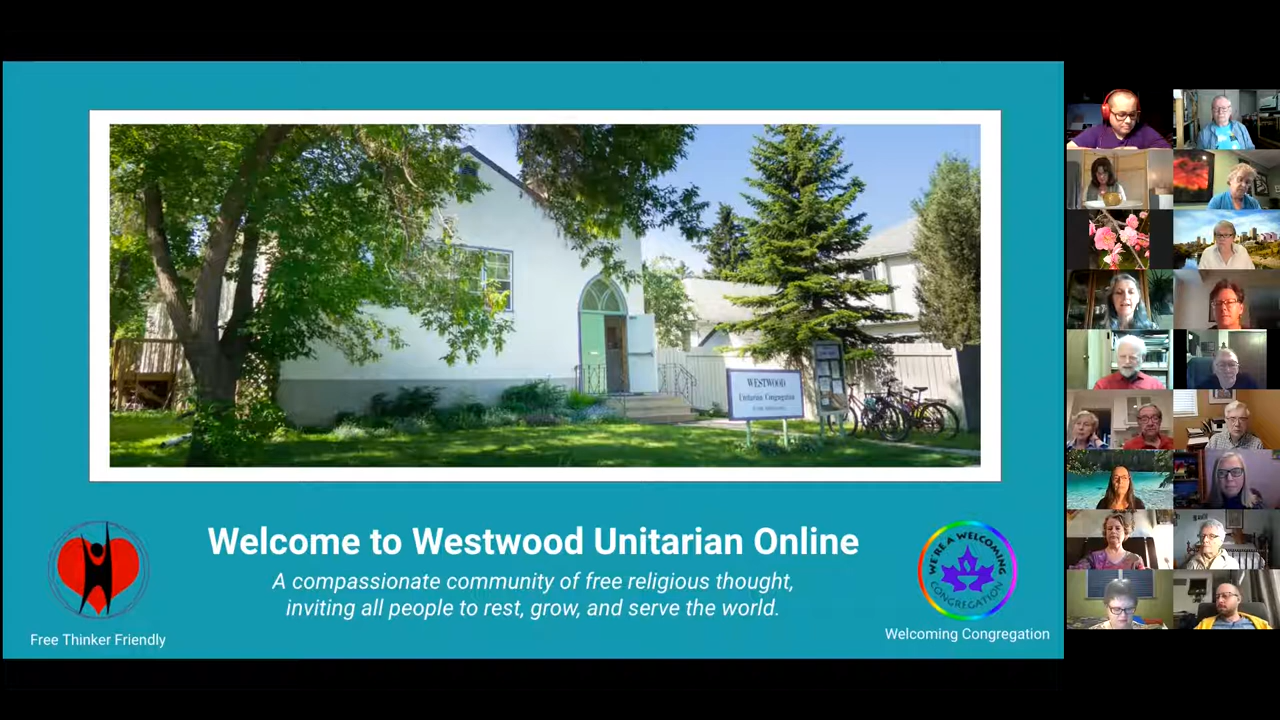 WESTWOOD
Unitarian Congregation
Welcome to Westwood Unitarian Online
A compassionate community of free religious thought,
inviting all people to rest, grow, and serve the world.
Free Thinker Friendly
WE'RE A WELCOMING
CONGREGATION
Welcoming Congregation